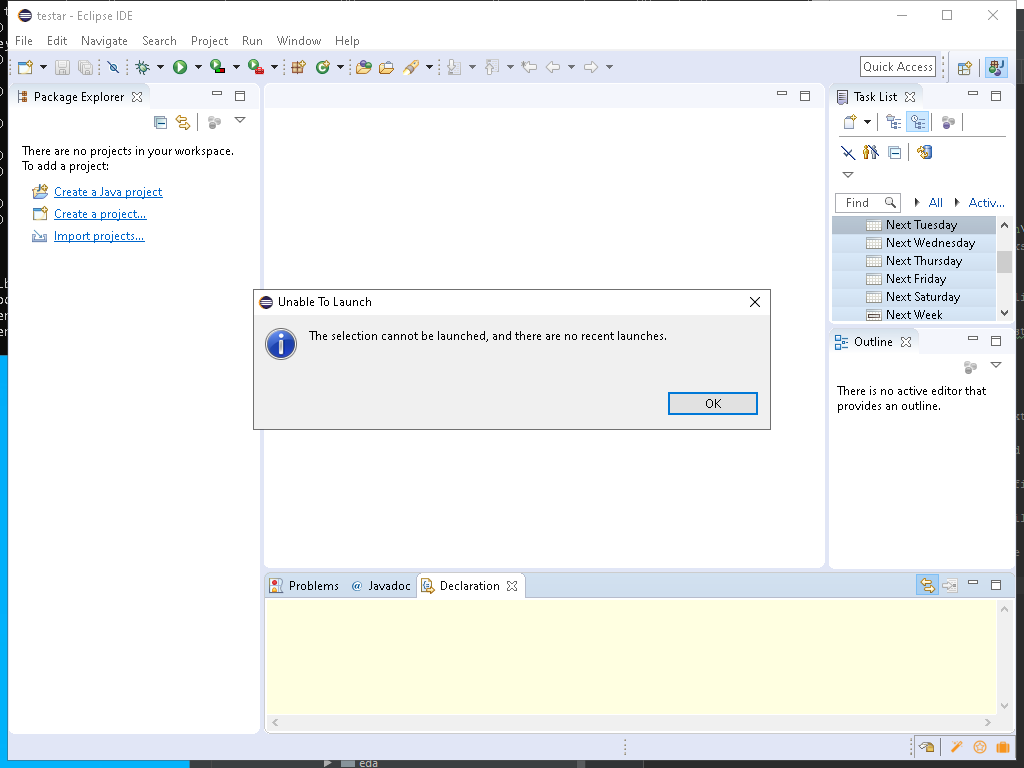 testar - Eclipse IDE
File Edit Navigate Search Project Run Window Help
Quick Access
Package Explorer
There are no projects in your workspace.
To add a project:
Create a Java project
Create a project...
Import projects...
Task List
Find All Activ...
Next Tuesday
Next Wednesday
Next Thursday
Next Friday
Next Saturday
Next Week
Unable To Launch
The selection cannot be launched, and there are no recent launches.
OK
Outline
There is no active editor that
provides an outline.
Problems @ Javadoc Declaration
eda